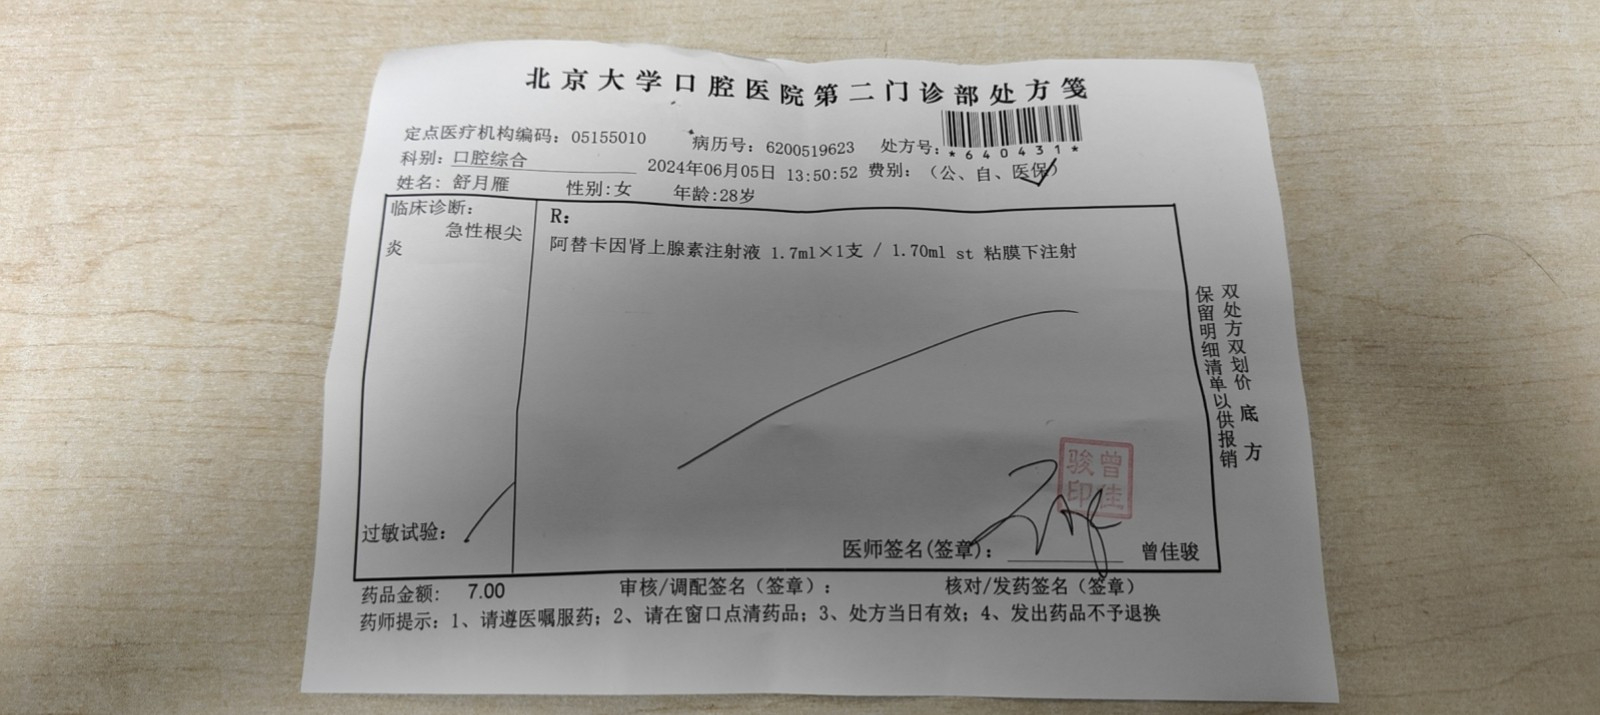 北京大学口腔医院第二门诊部处方笺
定点医疗机构编码：05155010 病历号：6200519623 处方号：
*640431*
科别：口腔综合 2024年06月05日 13:50:52 费别：（公、自、医保）
姓名：舒月雁 性别:女 年龄:28岁
临床诊断：
急性根尖
炎
R：
阿替卡因肾上腺素注射液 1.7ml×1支 / 1.70ml st 粘膜下注射
过敏试验：
曾佳骏印
医师签名(签章)： 曾佳骏
双处方双划价 底方
保留明细清单以供报销
药品金额： 7.00 审核/调配签名（签章）： 核对/发药签名（签章）
药师提示：1、请遵医嘱服药；2、请在窗口点清药品；3、处方当日有效；4、发出药品不予退换